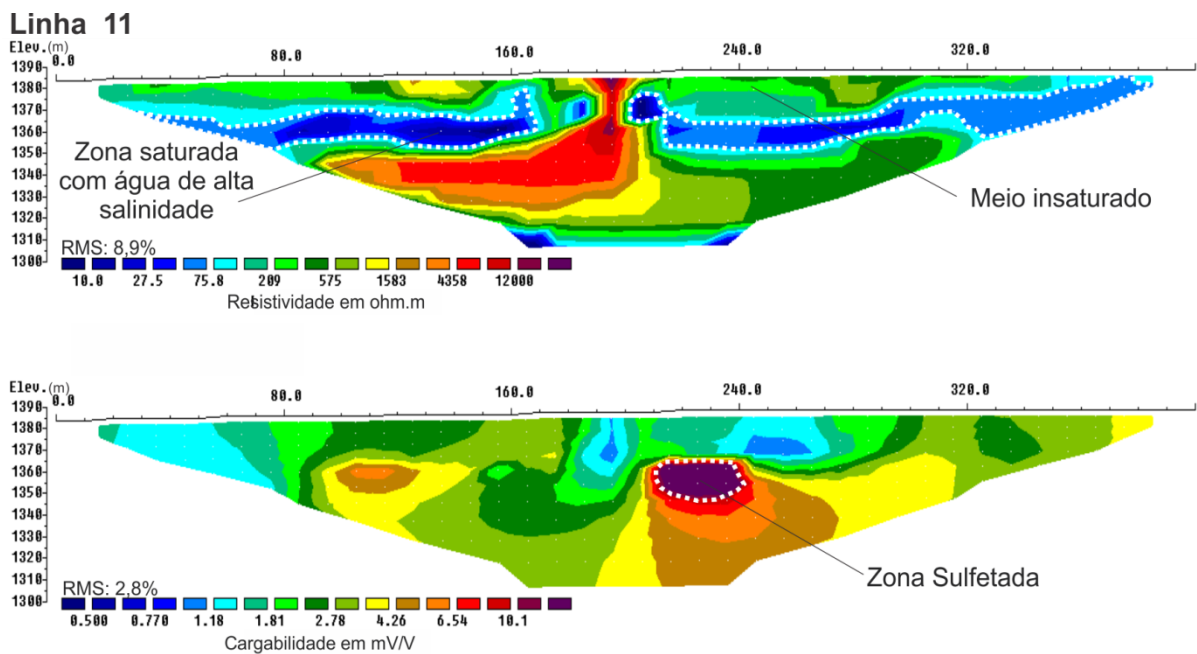 Linha 11
Elev.(m)
0.0 80.0 160.0 240.0 320.0
1390
1380
1370
1360
1350
1340
1330
1320
1310
1300
Zona saturada
com água de alta
salinidade
Meio insaturado
RMS: 8,9%
10.0 27.5 75.8 209 575 1583 4358 12000
Resistividade em ohm.m
Elev.(m)
0.0 80.0 160.0 240.0 320.0
1390
1380
1370
1360
1350
1340
1330
1320
1310
1300
Zona Sulfetada
RMS: 2,8%
0.500 0.770 1.18 1.81 2.78 4.26 6.54 10.1
Cargabilidade em mV/V